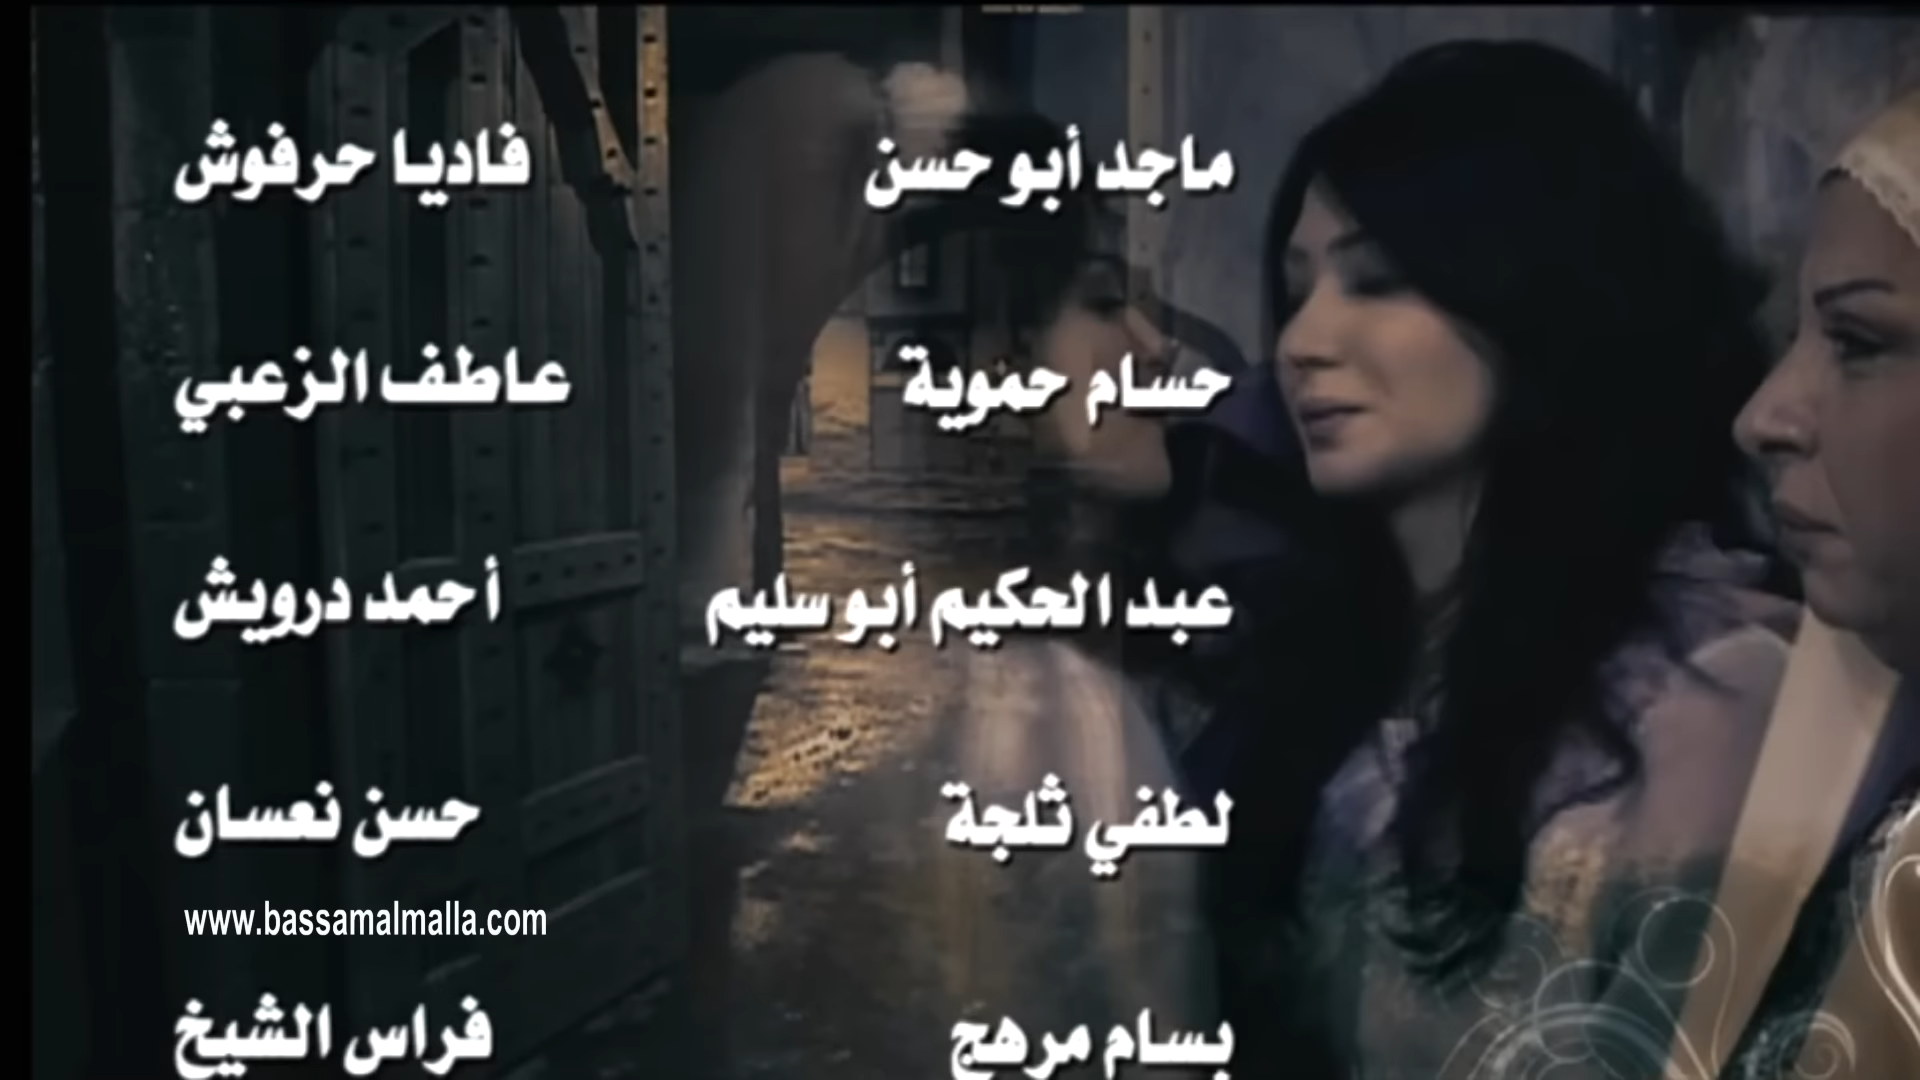 ماجد أبو حسن
فاديا حرفوش
حسام حموية
عاطف الزعبي
عبد الحكيم أبو سليم
أحمد درويش
لطفي ثلجة
حسن نعسان
www.bassamalmalla.com
بسام مرهج
فراس الشيخ